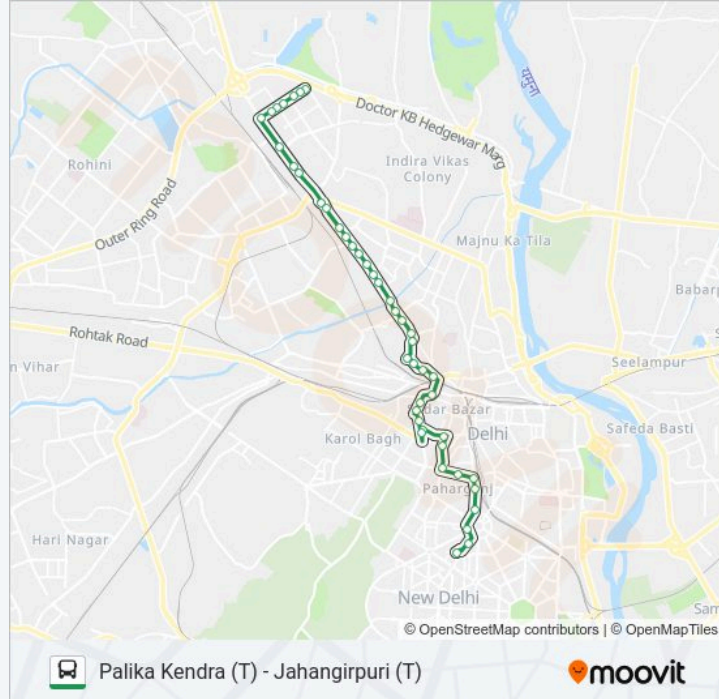 यमुना
Doctor KB Hedgewar Marg
Rohini
Indira Vikas
Colony
Outer Ring Road
Majnu Ka Tila
Babarp
Rohtak Road
n Vihar
Seelampur
dar Bazar
Karol Bagh
Delhi
Safeda Basti
Paharganj
Hari Nagar
New Delhi
Sam
© OpenStreetMap contributors | © OpenMapTiles
Palika Kendra (T) - Jahangirpuri (T)
moovit